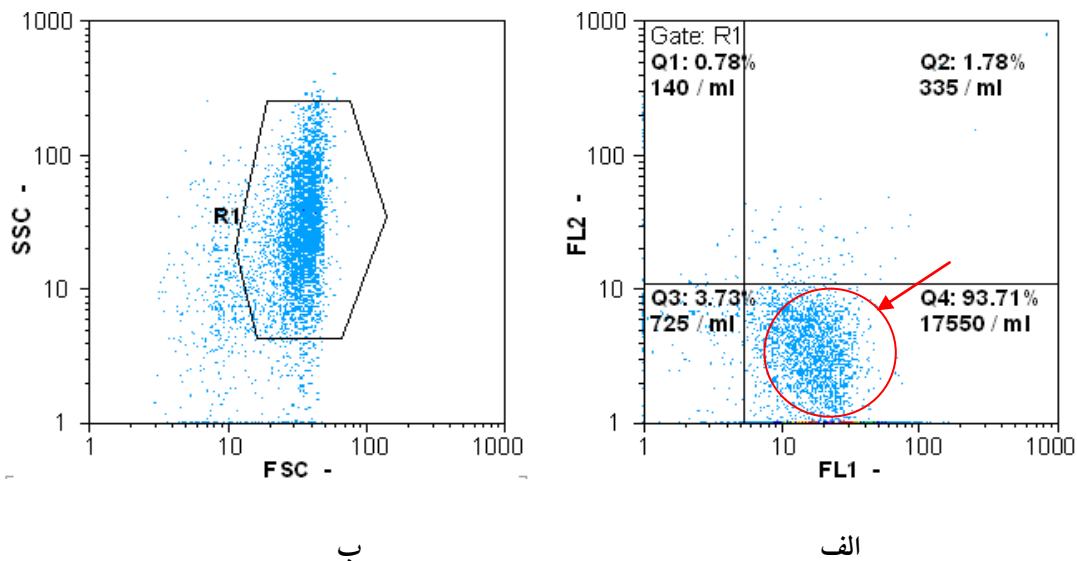 1000
100
10
1
SSC -
R1
1 10 100 1000
FSC -
ب
1000
100
10
1
FL2 -
Gate: R1
Q1: 0.78%
140 / ml
Q2: 1.78%
335 / ml
Q3: 3.73%
725 / ml
Q4: 93.71%
17550 / ml
1 10 100 1000
FL1 -
الف